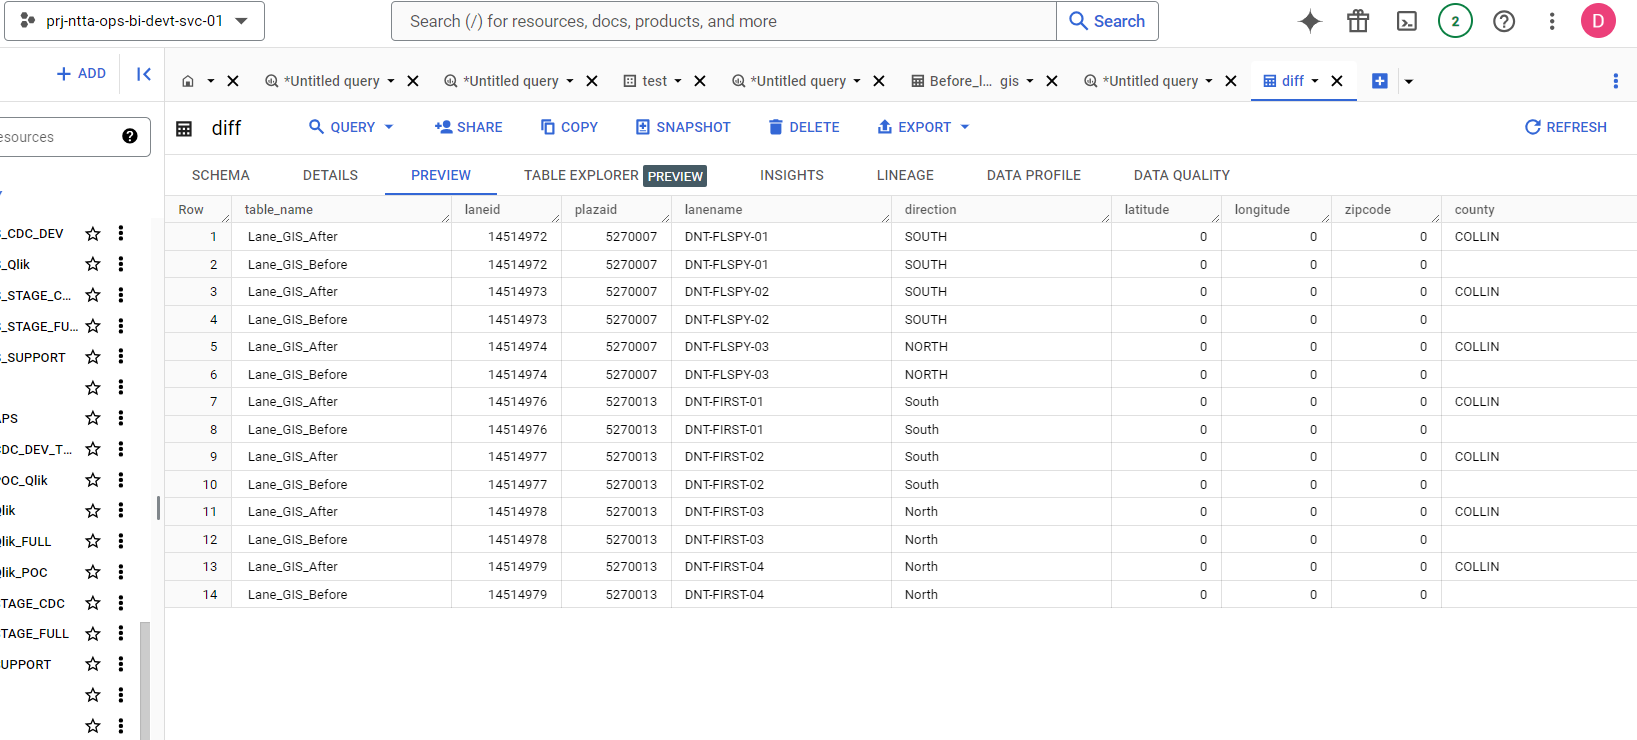 prj-ntta-ops-bi-devt-svc-01 Search (/) for resources, docs, products, and more Search 2 D
ADD *Untitled query *Untitled query test *Untitled query Before_l... gis *Untitled query diff
esources diff QUERY SHARE COPY SNAPSHOT DELETE EXPORT REFRESH
SCHEMA DETAILS PREVIEW TABLE EXPLORER PREVIEW INSIGHTS LINEAGE DATA PROFILE DATA QUALITY
Row table_name laneid plazaid lanename direction latitude longitude zipcode county
1 Lane_GIS_After 14514972 5270007 DNT-FLSPY-01 SOUTH 0 0 0 COLLIN
2 Lane_GIS_Before 14514972 5270007 DNT-FLSPY-01 SOUTH 0 0 0
3 Lane_GIS_After 14514973 5270007 DNT-FLSPY-02 SOUTH 0 0 0 COLLIN
4 Lane_GIS_Before 14514973 5270007 DNT-FLSPY-02 SOUTH 0 0 0
5 Lane_GIS_After 14514974 5270007 DNT-FLSPY-03 NORTH 0 0 0 COLLIN
6 Lane_GIS_Before 14514974 5270007 DNT-FLSPY-03 NORTH 0 0 0
7 Lane_GIS_After 14514976 5270013 DNT-FIRST-01 South 0 0 0 COLLIN
8 Lane_GIS_Before 14514976 5270013 DNT-FIRST-01 South 0 0 0
9 Lane_GIS_After 14514977 5270013 DNT-FIRST-02 South 0 0 0 COLLIN
10 Lane_GIS_Before 14514977 5270013 DNT-FIRST-02 South 0 0 0
11 Lane_GIS_After 14514978 5270013 DNT-FIRST-03 North 0 0 0 COLLIN
12 Lane_GIS_Before 14514978 5270013 DNT-FIRST-03 North 0 0 0
13 Lane_GIS_After 14514979 5270013 DNT-FIRST-04 North 0 0 0 COLLIN
14 Lane_GIS_Before 14514979 5270013 DNT-FIRST-04 North 0 0 0
_CDC_DEV
_Qlik
_STAGE_C...
_STAGE_FU...
_SUPPORT
APS
CDC_DEV_T...
POC_Qlik
Qlik
Qlik_FULL
Qlik_POC
STAGE_CDC
STAGE_FULL
SUPPORT